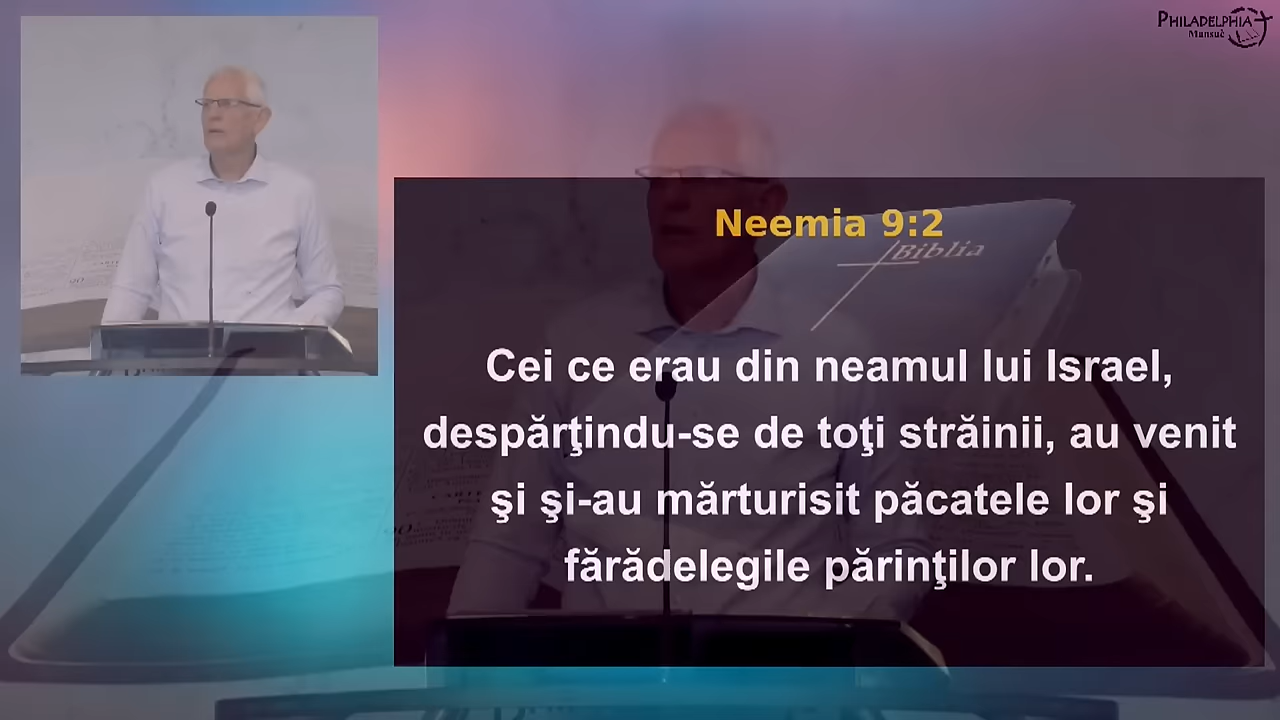 PHILADELPHIA
Mansuè
Neemia 9:2
Biblia
Cei ce erau din neamul lui Israel,
despărţindu-se de toţi străinii, au venit
şi şi-au mărturisit păcatele lor şi
fărădelegile părinţilor lor.